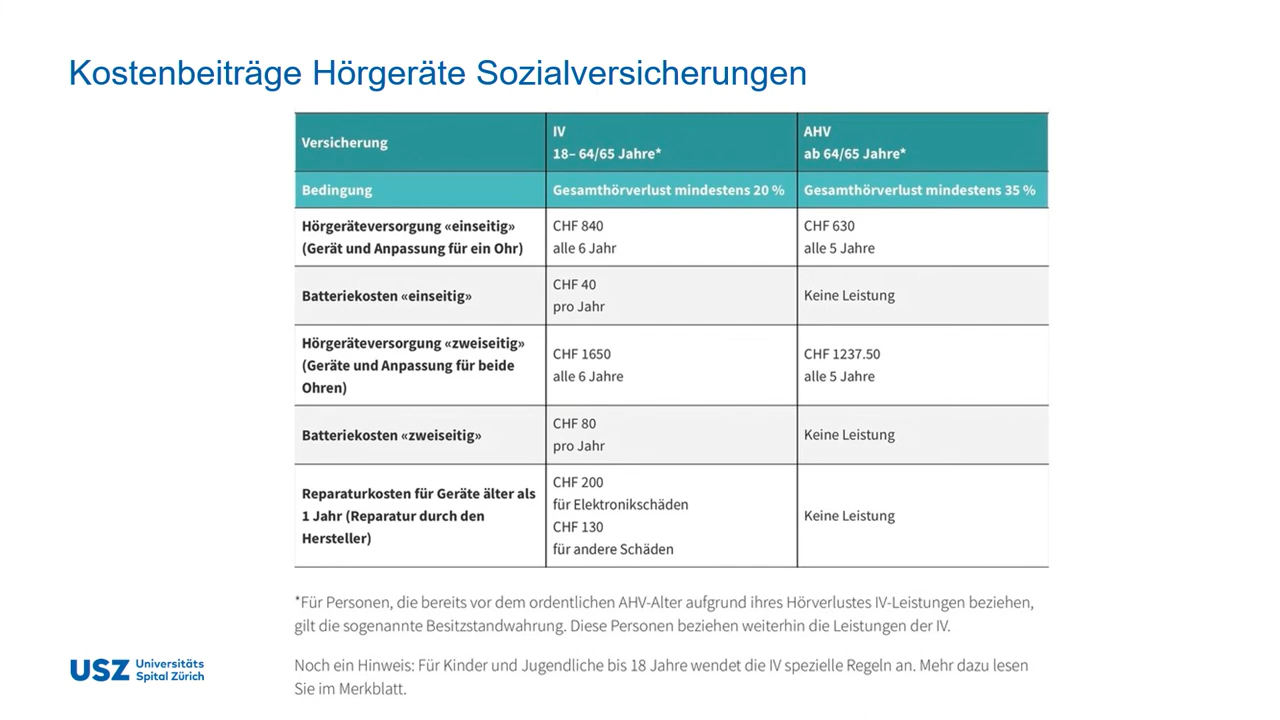 Kostenbeiträge Hörgeräte Sozialversicherungen
Versicherung
IV
18– 64/65 Jahre*
AHV
ab 64/65 Jahre*
Bedingung
Gesamthörverlust mindestens 20 %
Gesamthörverlust mindestens 35 %
Hörgeräteversorgung «einseitig»
(Gerät und Anpassung für ein Ohr)
CHF 840
alle 6 Jahr
CHF 630
alle 5 Jahre
Batteriekosten «einseitig»
CHF 40
pro Jahr
Keine Leistung
Hörgeräteversorgung «zweiseitig»
(Geräte und Anpassung für beide
Ohren)
CHF 1650
alle 6 Jahre
CHF 1237.50
alle 5 Jahre
Batteriekosten «zweiseitig»
CHF 80
pro Jahr
Keine Leistung
Reparaturkosten für Geräte älter als
1 Jahr (Reparatur durch den
Hersteller)
CHF 200
für Elektronikschäden
CHF 130
für andere Schäden
Keine Leistung
*Für Personen, die bereits vor dem ordentlichen AHV-Alter aufgrund ihres Hörverlustes IV-Leistungen beziehen,
gilt die sogenannte Besitzstandwahrung. Diese Personen beziehen weiterhin die Leistungen der IV.
Noch ein Hinweis: Für Kinder und Jugendliche bis 18 Jahre wendet die IV spezielle Regeln an. Mehr dazu lesen
Sie im Merkblatt.
USZ Universitäts
Spital Zürich